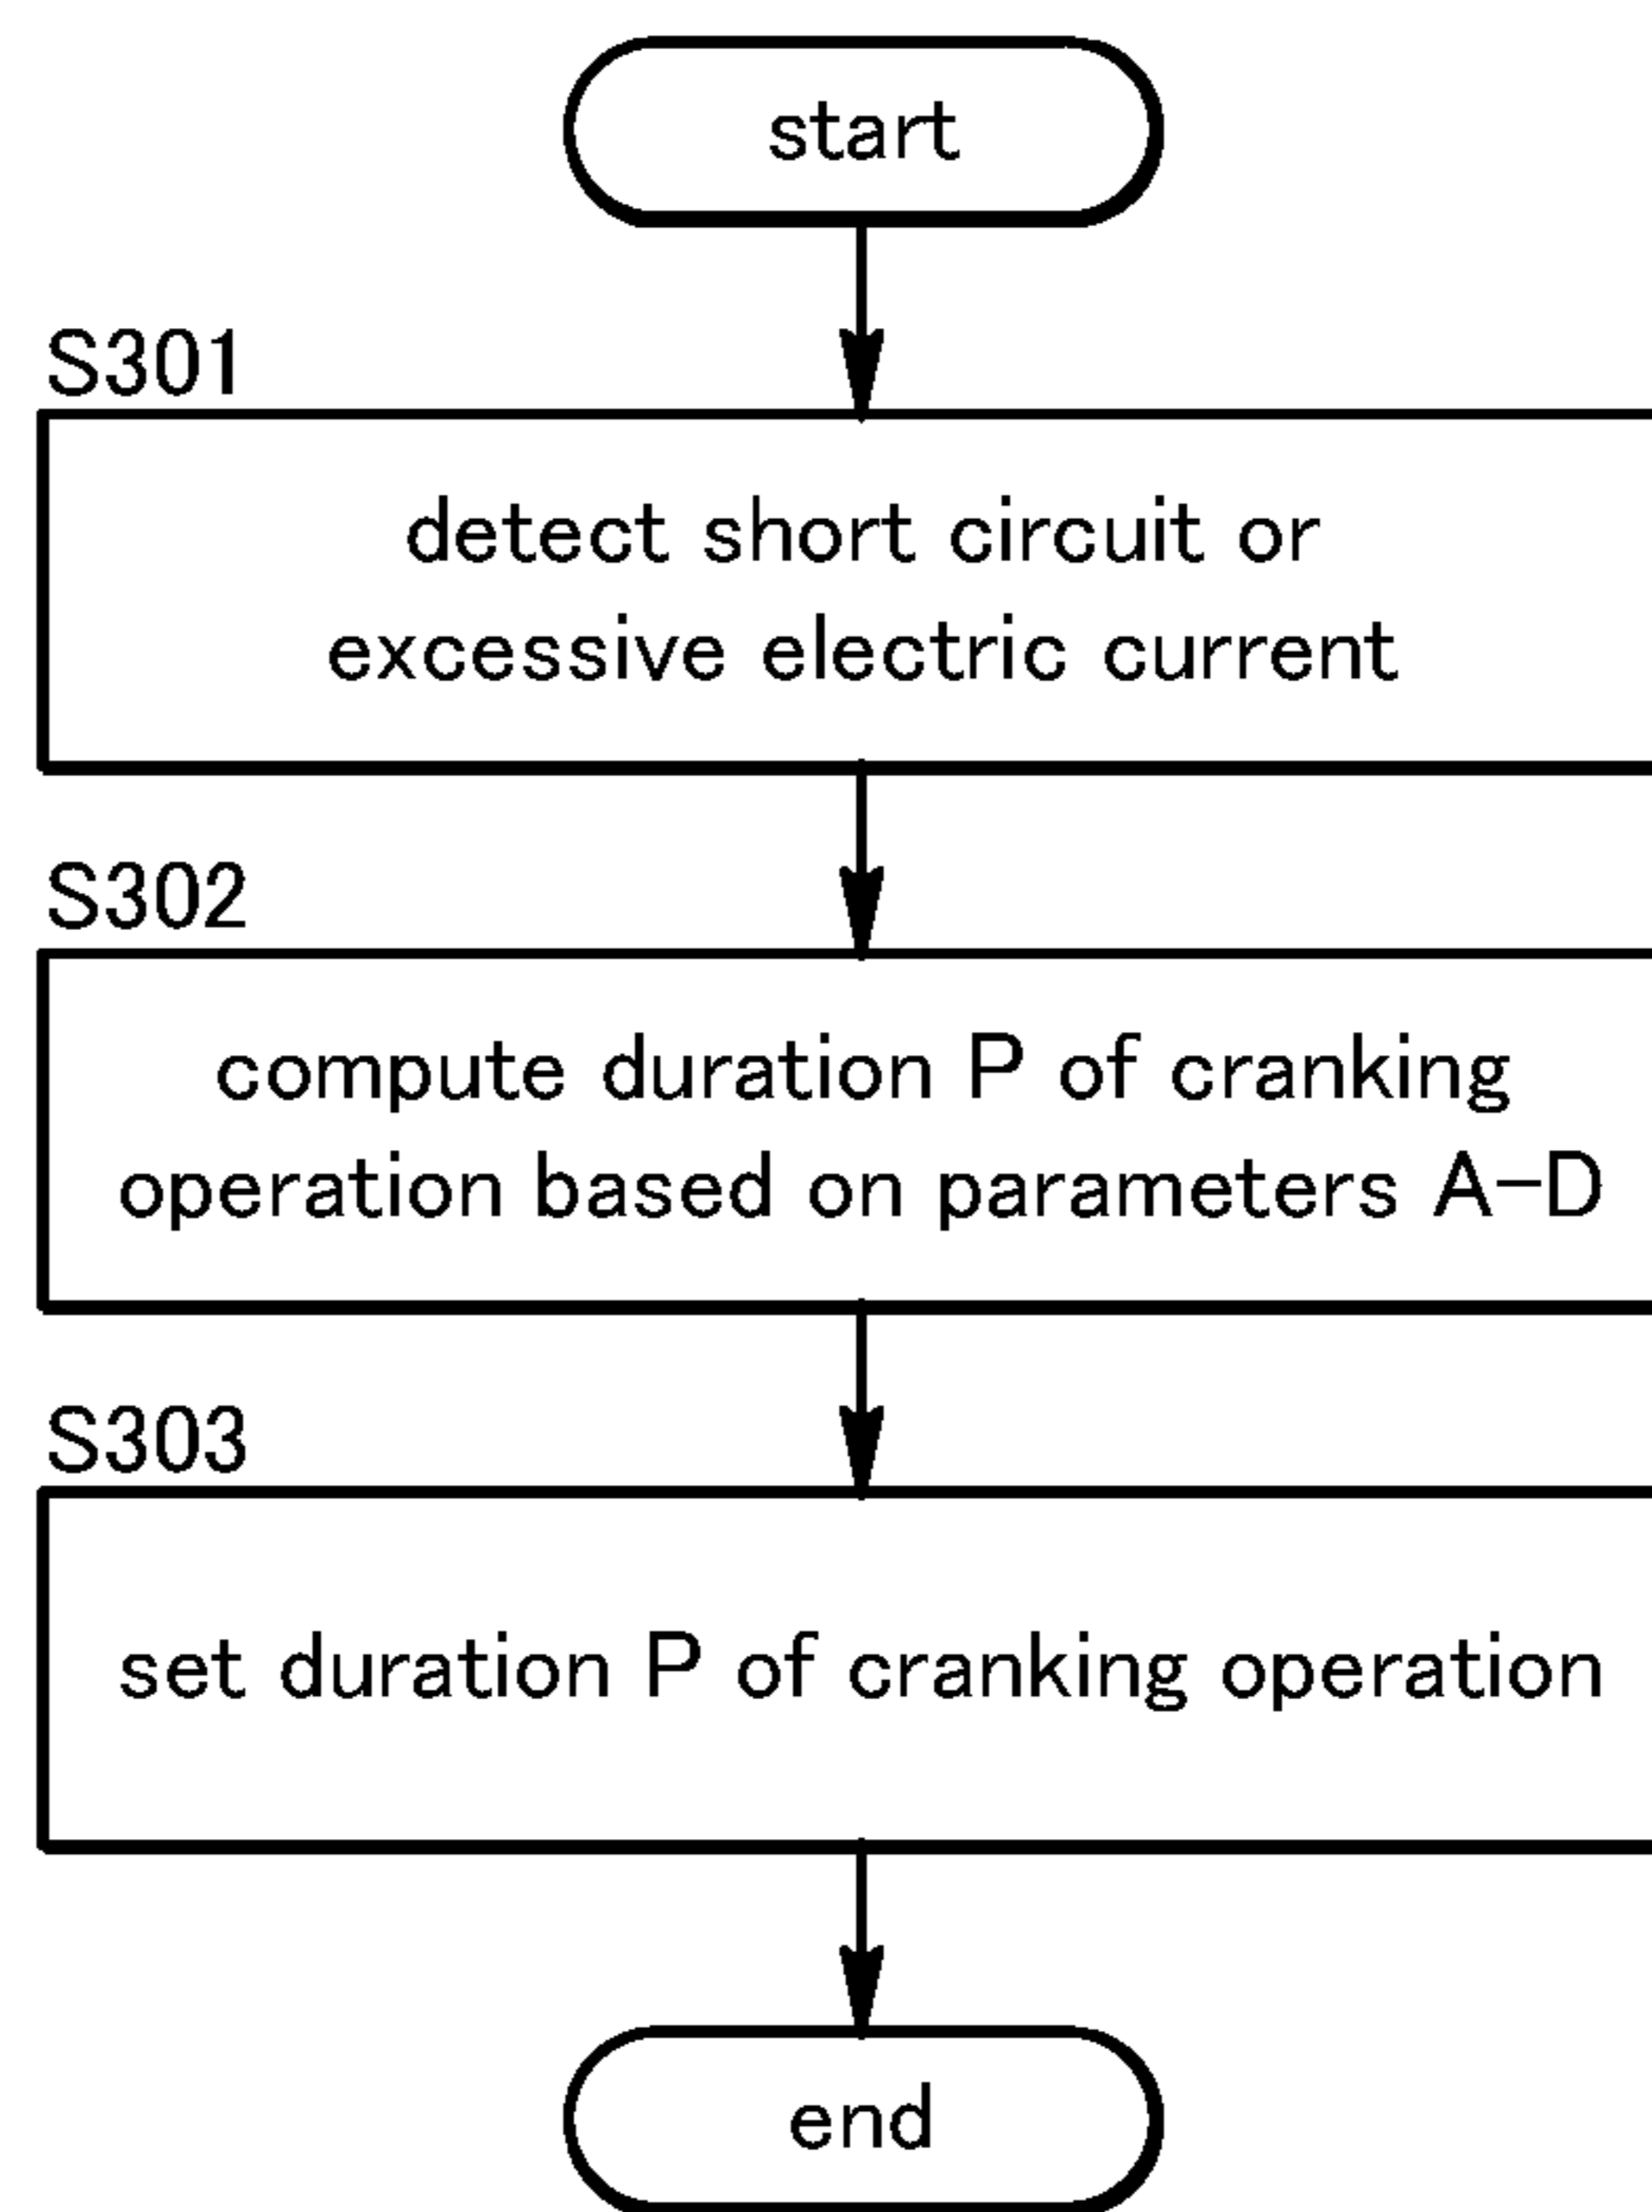 start
S301
detect short circuit or
excessive electric current
S302
compute duration P of cranking
operation based on parameters A-D
S303
set duration P of cranking operation
end